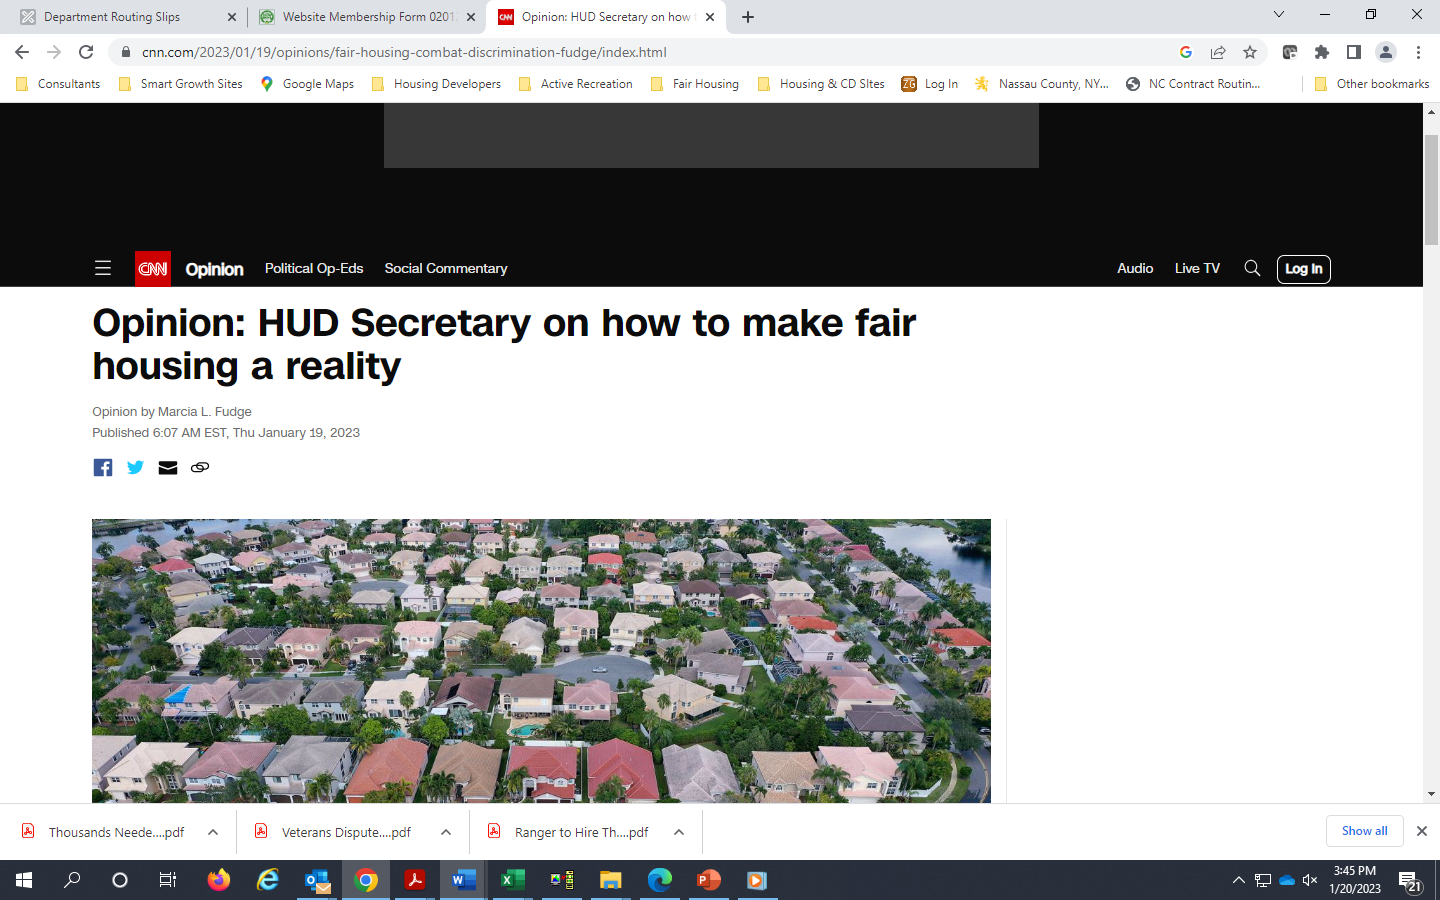 Department Routing Slips
Website Membership Form 0201
Opinion: HUD Secretary on how t
cnn.com/2023/01/19/opinions/fair-housing-combat-discrimination-fudge/index.html
Consultants
Smart Growth Sites
Google Maps
Housing Developers
Active Recreation
Fair Housing
Housing & CD SItes
ZG
Log In
Nassau County, NY...
NC Contract Routin...
Other bookmarks
CNN
Opinion
Political Op-Eds
Social Commentary
Audio
Live TV
Log In
Opinion: HUD Secretary on how to make fair
housing a reality
Opinion by Marcia L. Fudge
Published 6:07 AM EST, Thu January 19, 2023
Thousands Neede....pdf
Veterans Dispute....pdf
Ranger to Hire Th....pdf
Show all
3:45 PM
1/20/2023
21